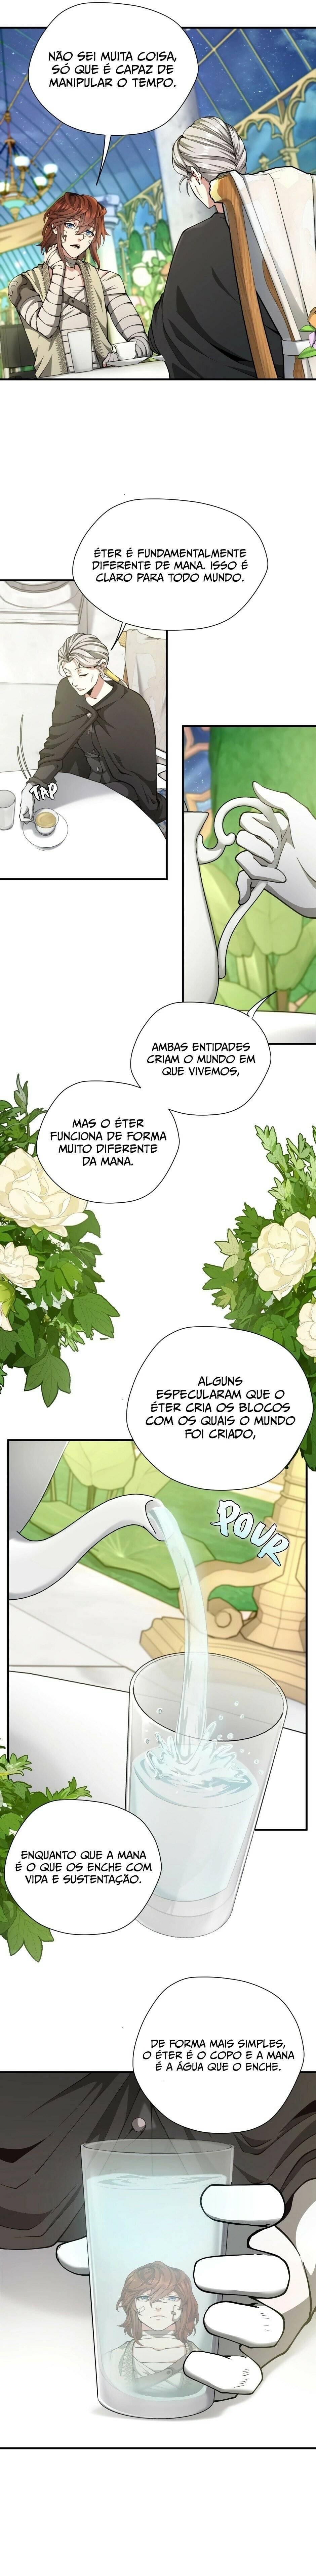 NÃO SEI MUITA COISA,
SÓ QUE É CAPAZ DE
MANIPULAR O TEMPO.
ÉTER É FUNDAMENTALMENTE
DIFERENTE DE MANA. ISSO É
CLARO PARA TODO MUNDO.
TAP
AMBAS ENTIDADES
CRIAM O MUNDO EM
QUE VIVEMOS,
MAS O ÉTER
FUNCIONA DE FORMA
MUITO DIFERENTE
DA MANA.
ALGUNS
ESPECULARAM QUE O
ÉTER CRIA OS BLOCOS
COM OS QUAIS O MUNDO
FOI CRIADO,
POUR
ENQUANTO QUE A MANA
É O QUE OS ENCHE COM
VIDA E SUSTENTAÇÃO.
DE FORMA MAIS SIMPLES,
O ÉTER É O COPO E A MANA
É A ÁGUA QUE O ENCHE.